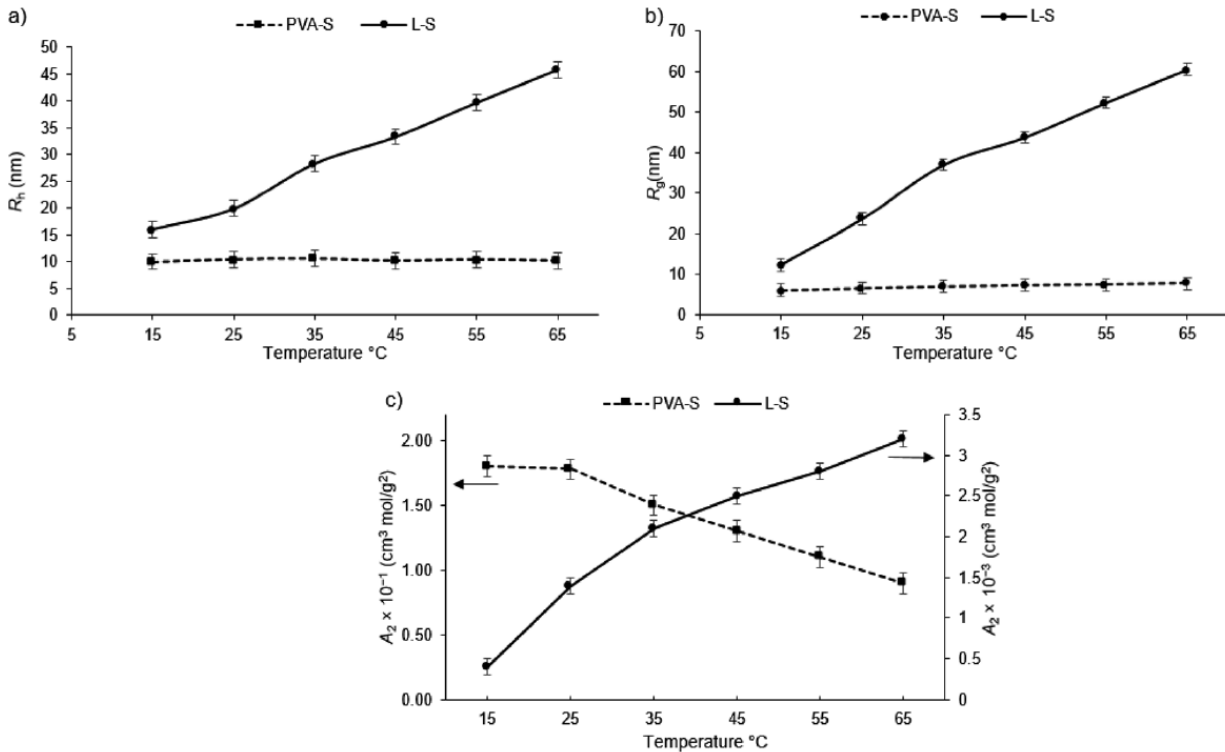 a)
PVA-S L-S
50
45
40
35
30
25
20
15
10
5
0
Rh (nm)
5 15 25 35 45 55 65
Temperature °C
b)
PVA-S L-S
70
60
50
40
30
20
10
0
Rg(nm)
5 15 25 35 45 55 65
Temperature °C
c)
PVA-S L-S
2.00
1.50
1.00
0.50
0.00
A₂ × 10⁻¹ (cm³ mol/g²)
3.5
3
2.5
2
1.5
1
0.5
0
A₂ × 10⁻³ (cm³ mol/g²)
15 25 35 45 55 65
Temperature °C